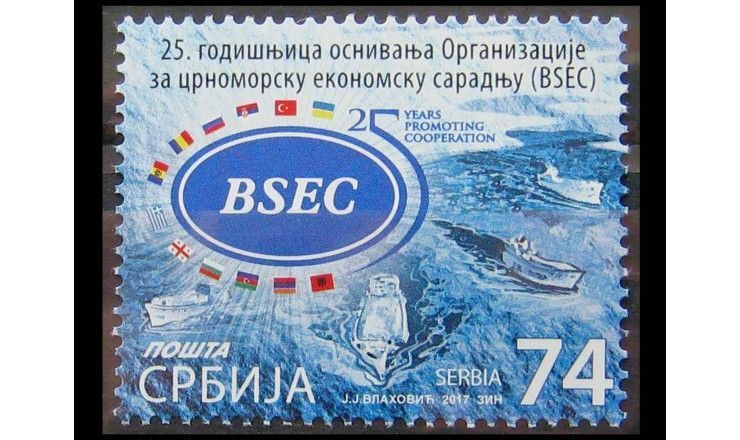 25. годишњица оснивања Организације
за црноморску економску сарадњу (BSEC)
25 YEARS
PROMOTING
COOPERATION
BSEC
ПОШТА
СРБИЈА
SERBIA
74
Ј.Ј.ВЛАХОВИЋ 2017 ЗИН